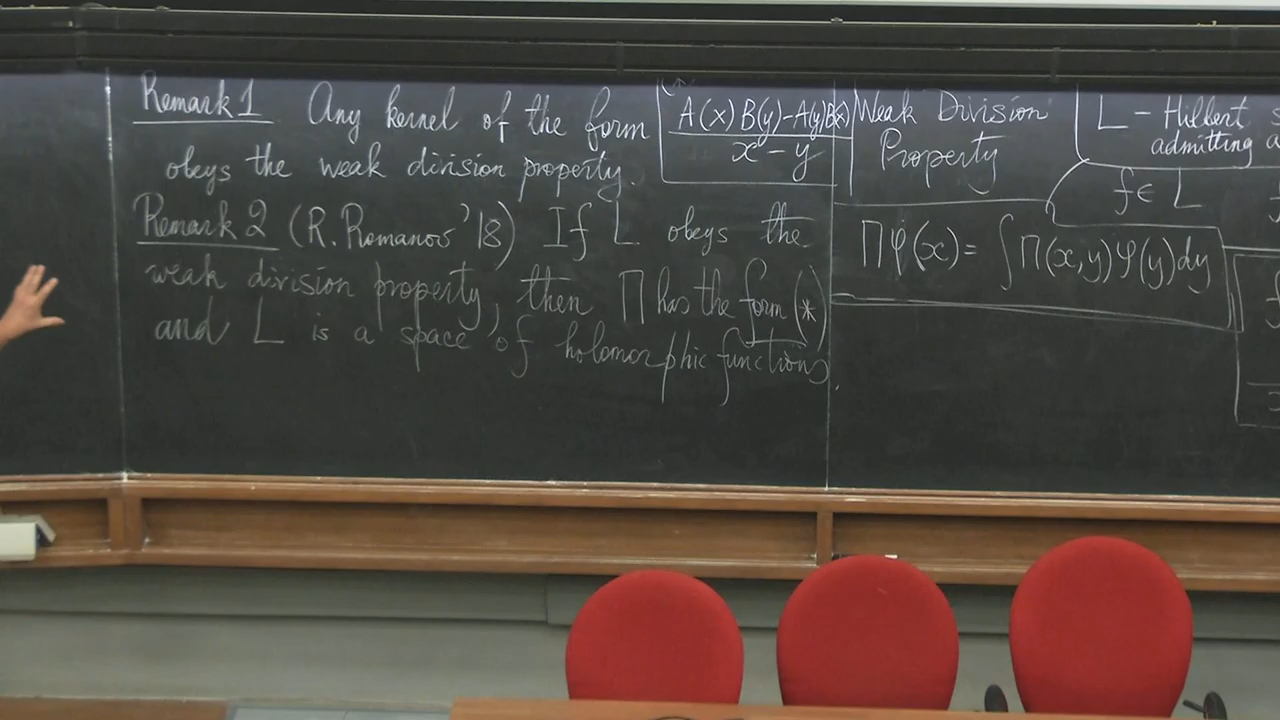 Remark 1 Any kernel of the form
A(x)B(y)-A(y)B(x)
x-y
obeys the weak division property.
Remark 2 (R. Romanov '18) If L obeys the
weak division property, then Π has the form (*)
and L is a space of holomorphic functions.
Weak Division
Property
Πφ(x) = ∫Π(x,y)φ(y)dy
L - Hilbert
admitting
f ∈ L